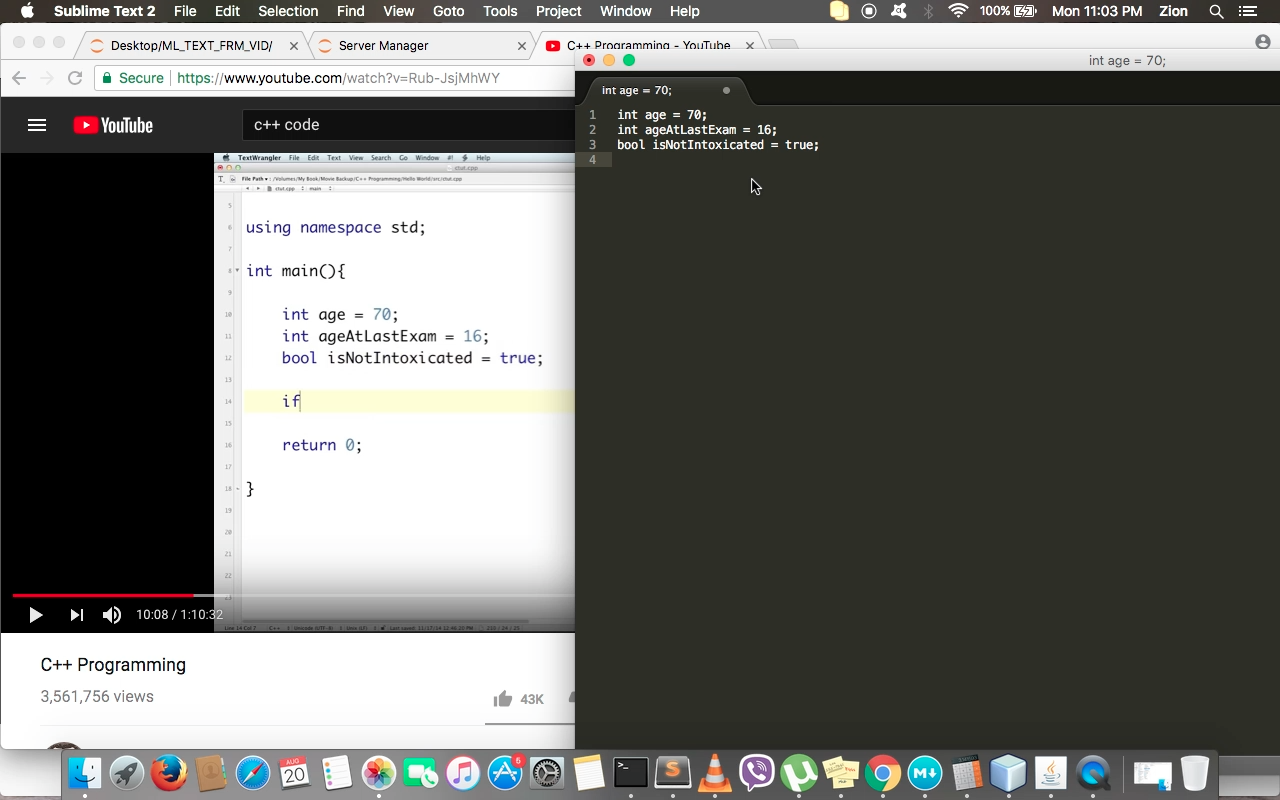 Sublime Text 2 File Edit Selection Find View Goto Tools Project Window Help 100% Mon 11:03 PM Zion
Desktop/ML_TEXT_FRM_VID/ Server Manager C++ Programming - YouTube
Secure https://www.youtube.com/watch?v=Rub-JsjMhWY
YouTube
c++ code
TextWrangler File Edit Text View Search Go Window #! Help
ctut.cpp
File Path : /Volumes/My Book/Movie Backup/C++ Programming/Hello World/src/ctut.cpp
ctut.cpp main
5
6 using namespace std;
7
8 int main(){
9
10 int age = 70;
11 int ageAtLastExam = 16;
12 bool isNotIntoxicated = true;
13
14 if
15
16 return 0;
17
18 }
19
20
21
22
23
10:08 / 1:10:32
C++ Programming
3,561,756 views
43K
int age = 70;
int age = 70;
1 int age = 70;
2 int ageAtLastExam = 16;
3 bool isNotIntoxicated = true;
4
AUG
20
6